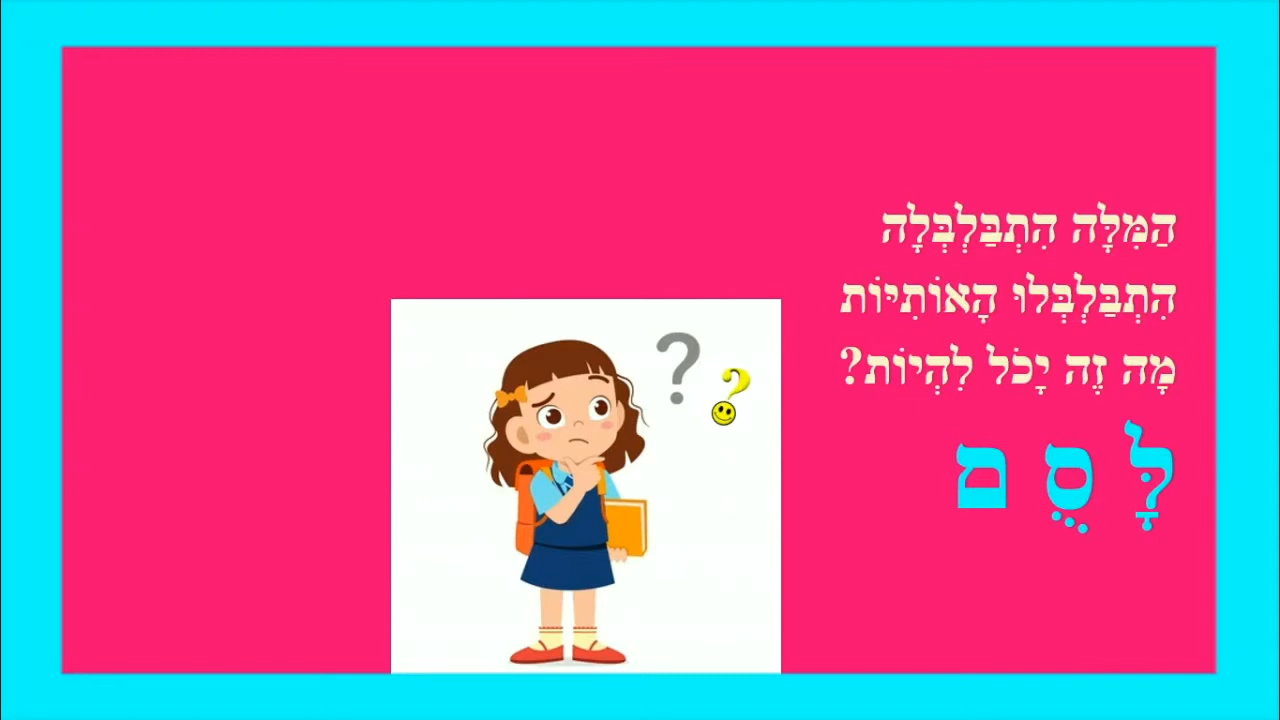 הַמִּלָּה הִתְבַּלְבְּלָה
הִתְבַּלְבְּלוּ הָאוֹתִיּוֹת
מָה זֶה יָכֹל לִהְיוֹת?
לָּ סֻ ם
? ?